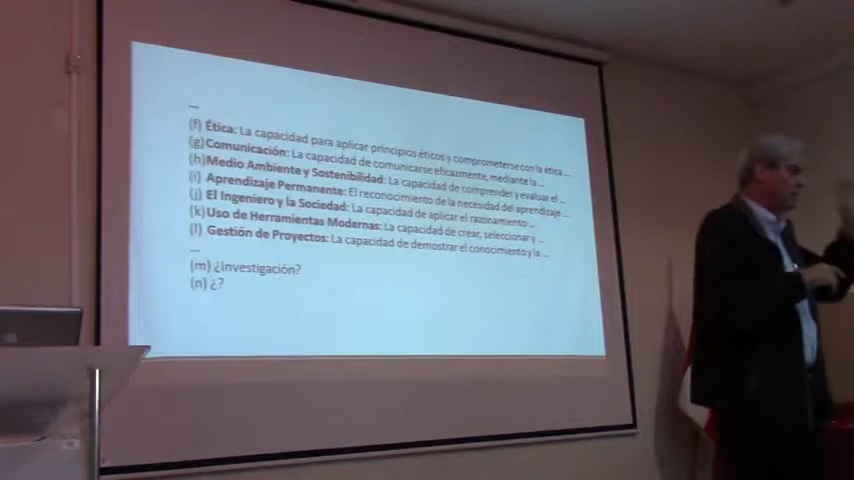 ...
(f) Ética: La capacidad para aplicar principios éticos y comprometerse con la ética ...
(g) Comunicación: La capacidad de comunicarse eficazmente, mediante la ...
(h) Medio Ambiente y Sostenibilidad: La capacidad de comprender y evaluar el ...
(i) Aprendizaje Permanente: El reconocimiento de la necesidad del aprendizaje ...
(j) El Ingeniero y la Sociedad: La capacidad de aplicar el razonamiento ...
(k) Uso de Herramientas Modernas: La capacidad de crear, seleccionar y ...
(l) Gestión de Proyectos: La capacidad de demostrar el conocimiento y la ...
...
(m) ¿Investigación?
(n) ¿?